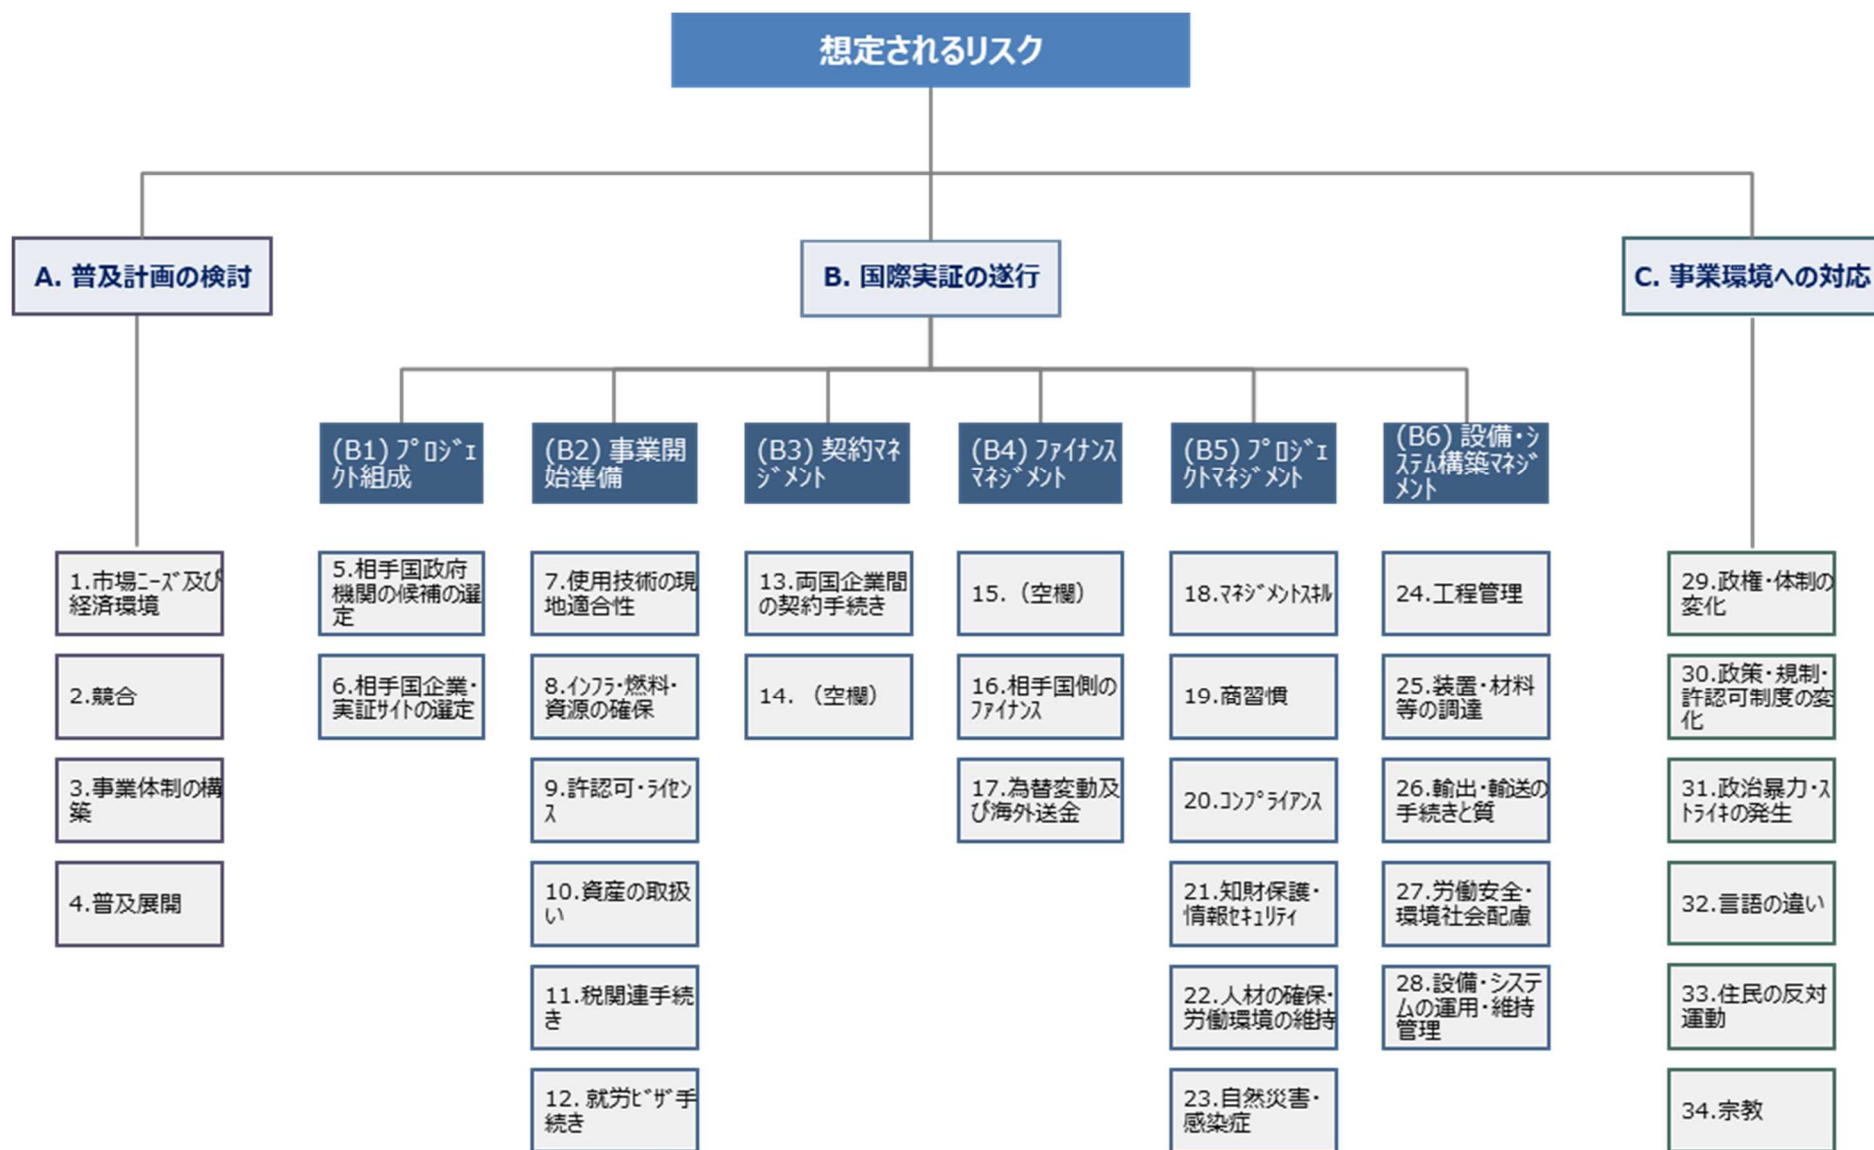 想定されるリスク
A. 普及計画の検討
B. 国際実証の遂行
C. 事業環境への対応
(B1) ﾌﾟﾛｼﾞｪ
ｸﾄ組成
(B2) 事業開
始準備
(B3) 契約ﾏﾈ
ｼﾞﾒﾝﾄ
(B4) ﾌｧｲﾅﾝｽ
ﾏﾈｼﾞﾒﾝﾄ
(B5) ﾌﾟﾛｼﾞｪ
ｸﾄﾏﾈｼﾞﾒﾝﾄ
(B6) 設備・ｼ
ｽﾃﾑ構築ﾏﾈｼﾞ
ﾒﾝﾄ
1.市場ﾆｰｽﾞ及び
経済環境
2.競合
3.事業体制の構
築
4.普及展開
5.相手国政府
機関の候補の選
定
6.相手国企業・
実証ｻｲﾄの選定
7.使用技術の現
地適合性
8.ｲﾝﾌﾗ・燃料・
資源の確保
9.許認可・ﾗｲｾﾝ
ｽ
10.資産の取扱
い
11.税関連手続
き
12. 就労ﾋﾞｻﾞ手
続き
13.両国企業間
の契約手続き
14. （空欄）
15.（空欄）
16.相手国側の
ﾌｧｲﾅﾝｽ
17.為替変動及
び海外送金
18.ﾏﾈｼﾞﾒﾝﾄｽｷﾙ
19.商習慣
20.ｺﾝﾌﾟﾗｲｱﾝｽ
21.知財保護・
情報ｾｷｭﾘﾃｨ
22.人材の確保・
労働環境の維持
23.自然災害・
感染症
24.工程管理
25.装置・材料
等の調達
26.輸出・輸送の
手続きと質
27.労働安全・
環境社会配慮
28.設備・ｼｽﾃ
ﾑの運用・維持
管理
29.政権・体制の
変化
30.政策・規制・
許認可制度の変
化
31.政治暴力・ｽ
ﾄﾗｲｷの発生
32.言語の違い
33.住民の反対
運動
34.宗教